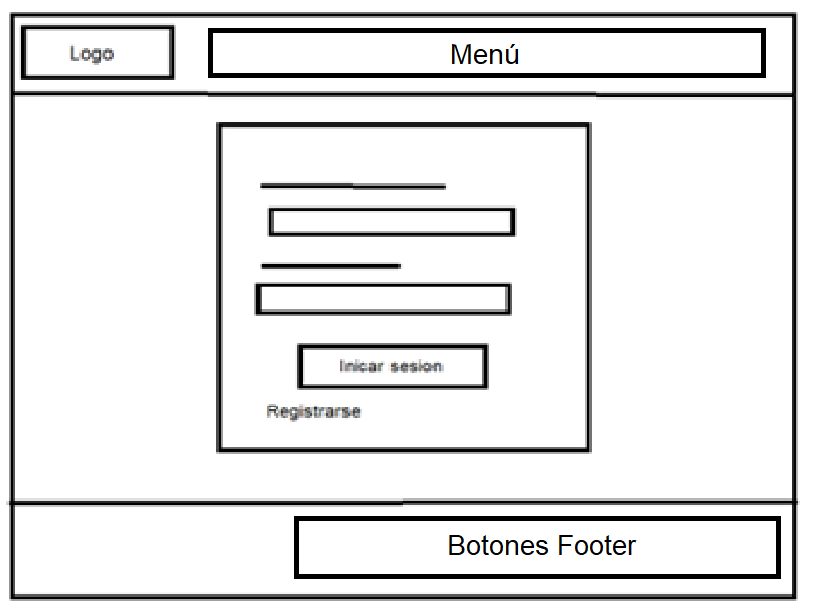 Logo
Menú
Inicar sesion
Registrarse
Botones Footer